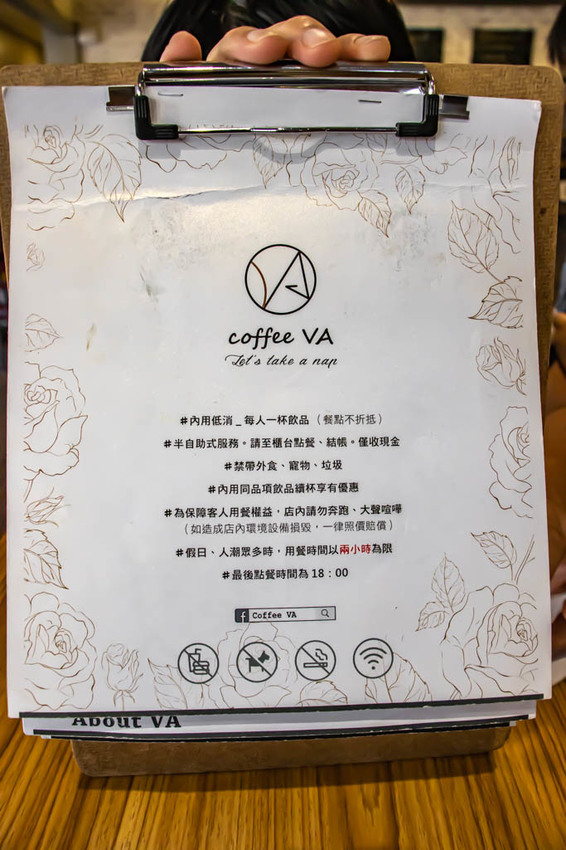 VA
coffee VA
Let's take a nap
#內用低消_每人一杯飲品（餐點不折抵）
#半自助式服務。請至櫃台點餐、結帳。僅收現金
#禁帶外食、寵物、垃圾
#內用同品項飲品續杯享有優惠
#為保障客人用餐權益，店內請勿奔跑、大聲喧嘩
（如造成店內環境設備損毀，一律照價賠償）
#假日、人潮眾多時，用餐時間以兩小時為限
#最後點餐時間為 18：00
f Coffee VA
About VA